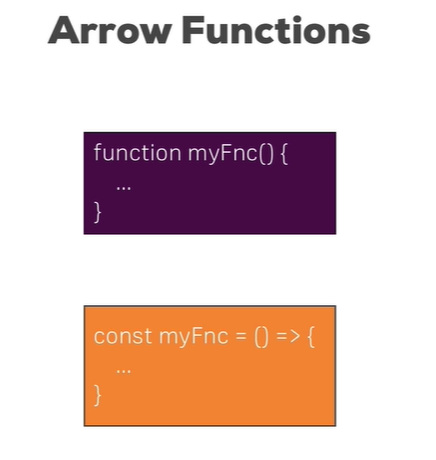 Arrow Functions
function myFnc() {
...
}
const myFnc = () => {
...
}